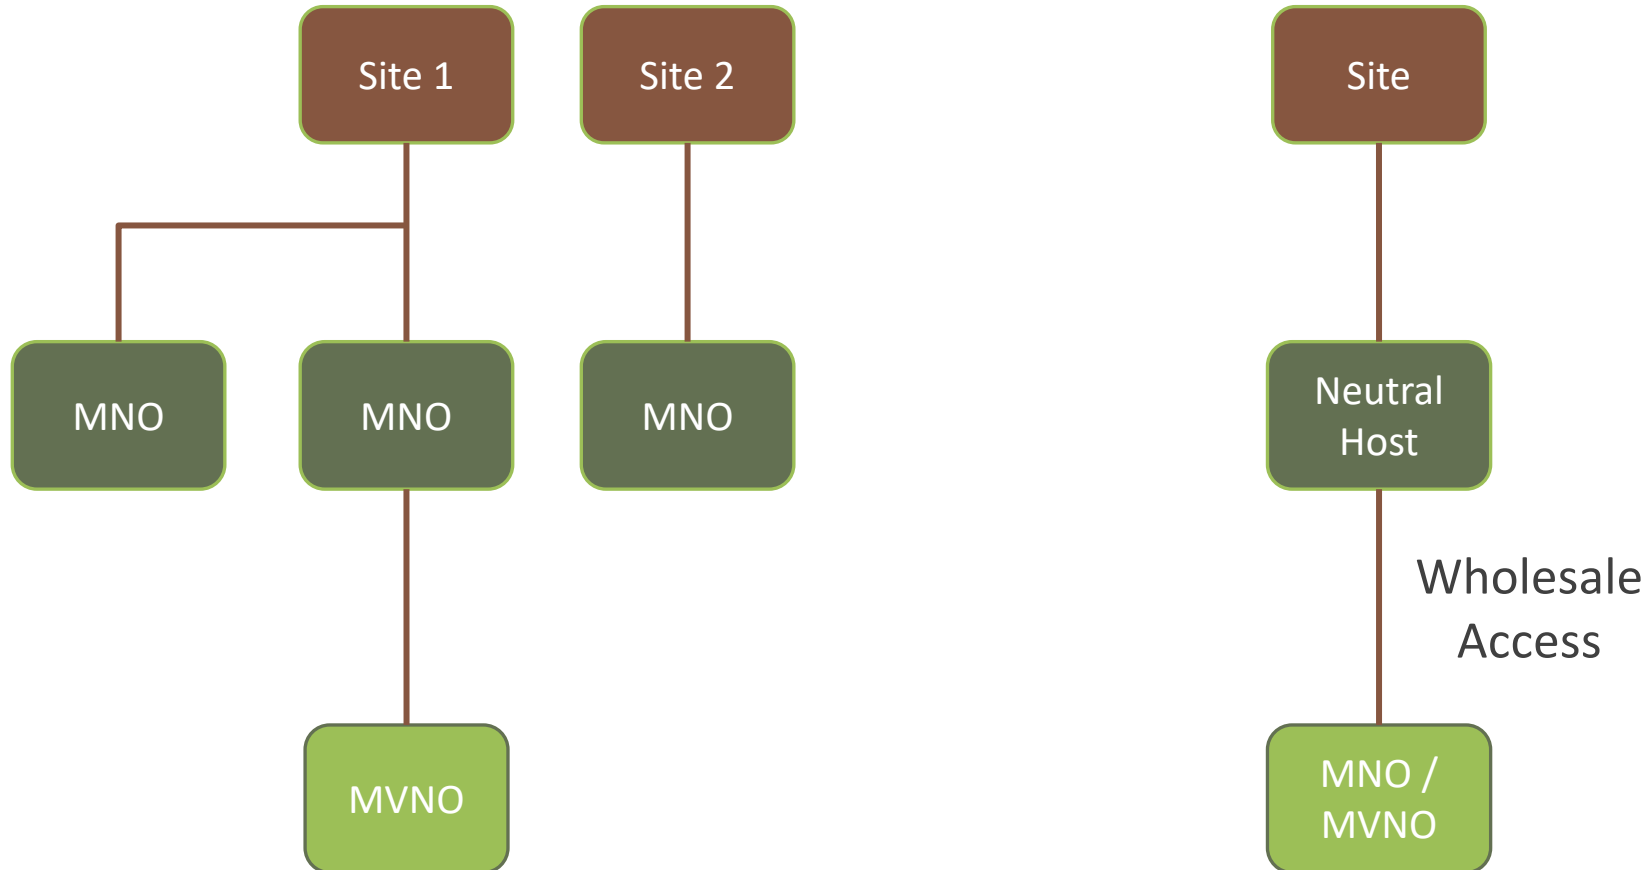 Site 1
Site 2
Site
MNO
MNO
MNO
Neutral
Host
Wholesale
Access
MVNO
MNO /
MVNO